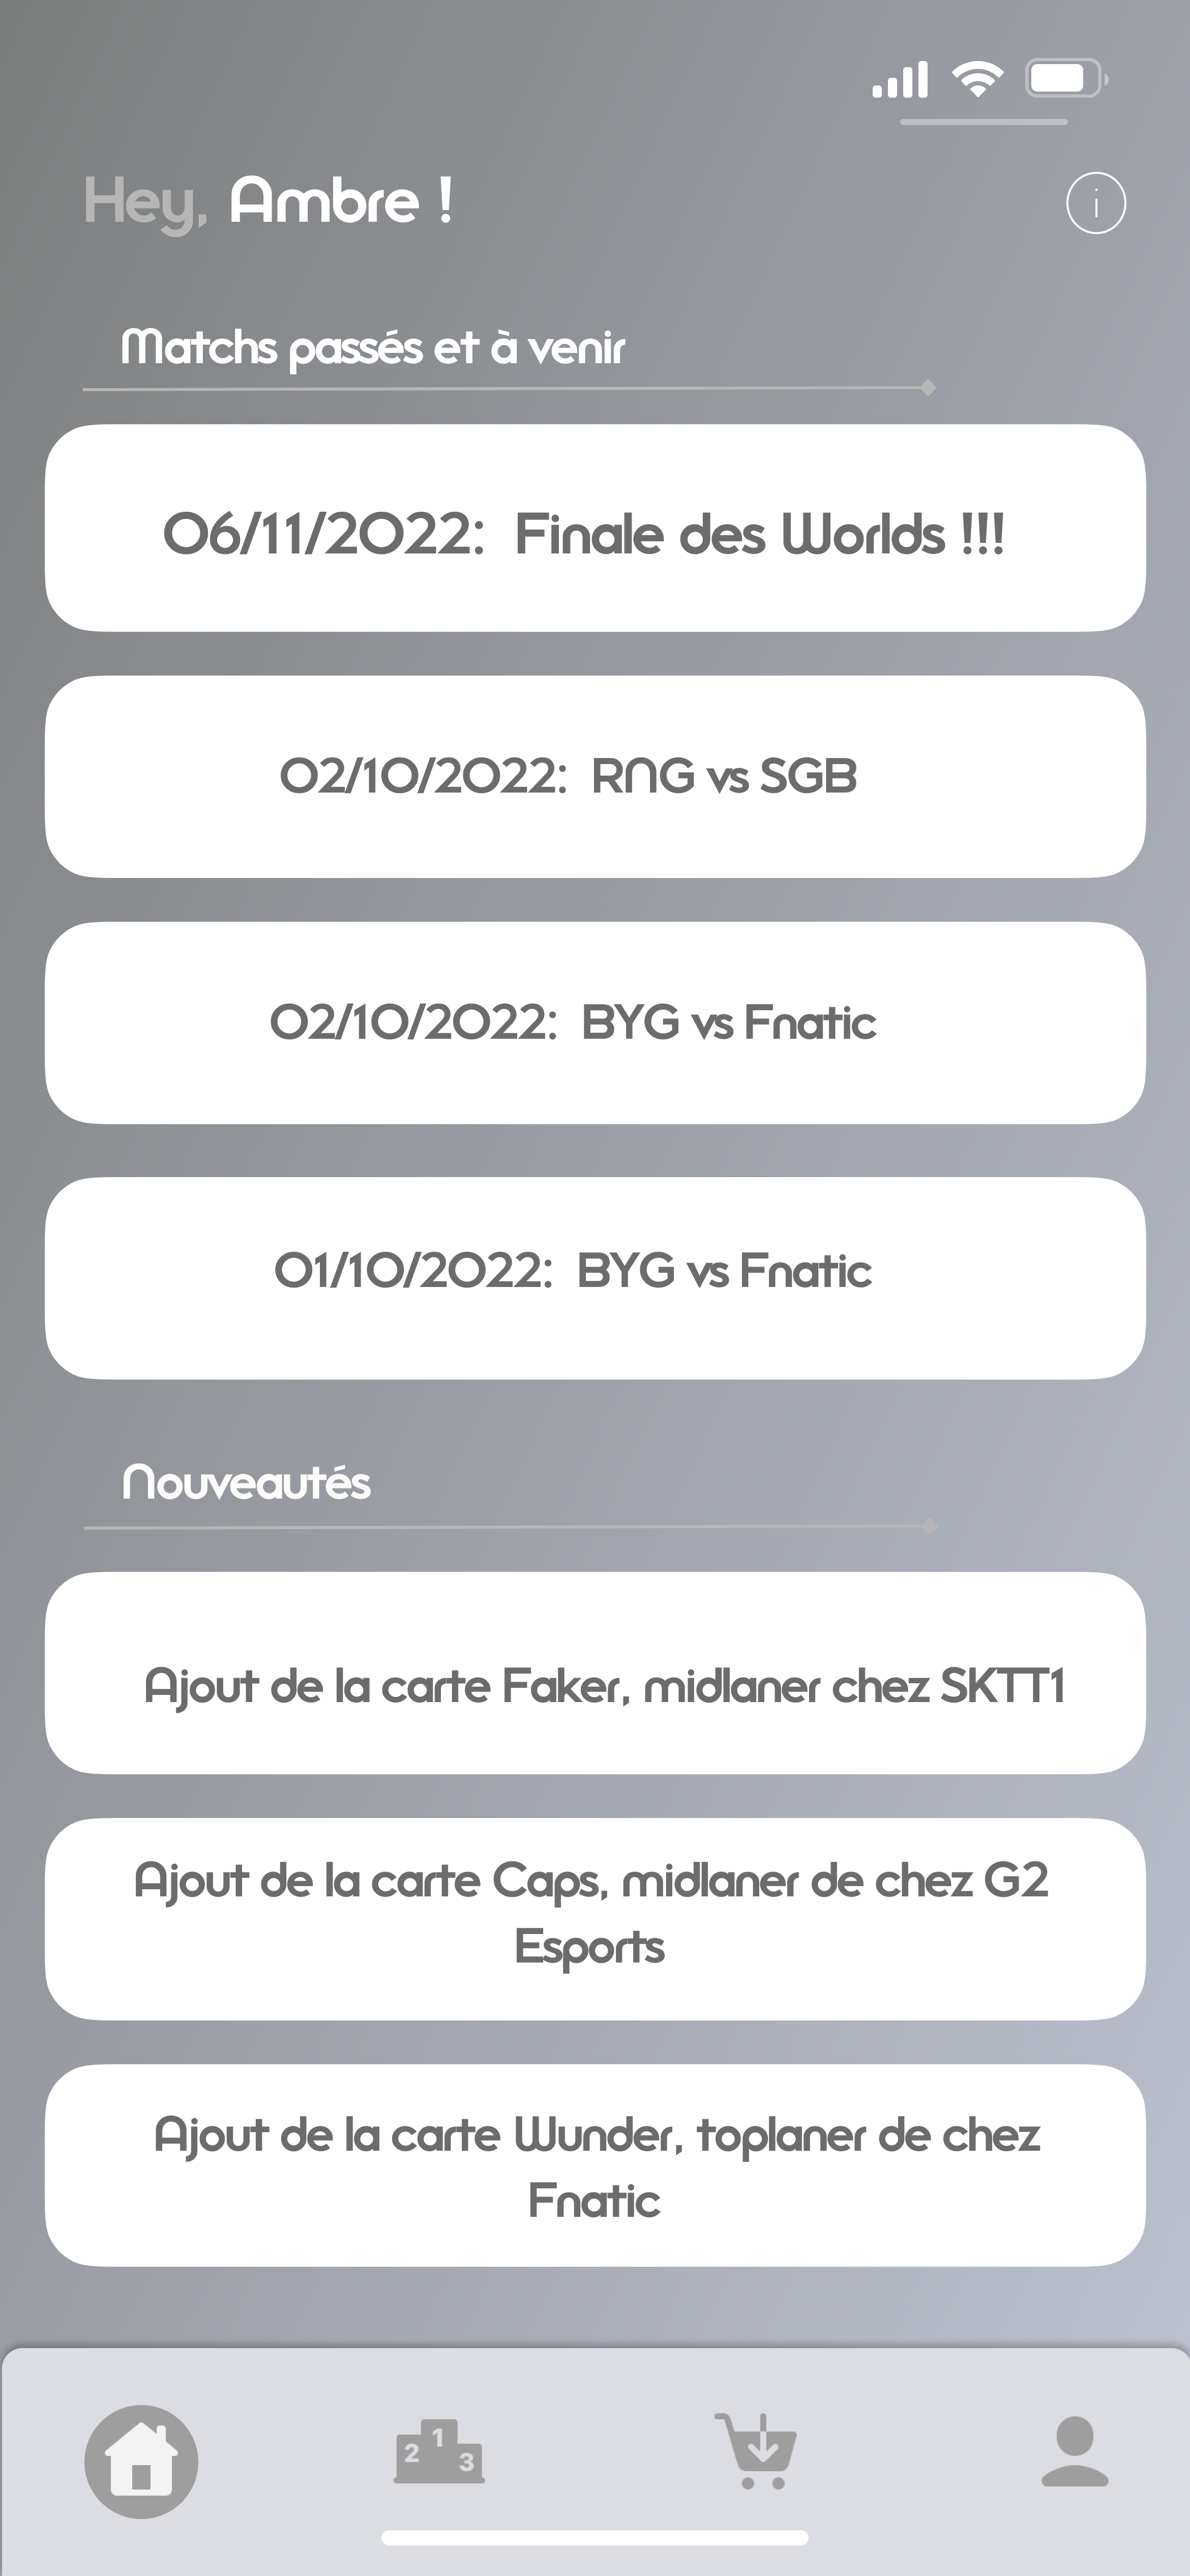 Hey, Ambre !
Matchs passés et à venir
06/11/2022: Finale des Worlds !!!
02/10/2022: RNG vs SGB
02/10/2022: BYG vs Fnatic
01/10/2022: BYG vs Fnatic
Nouveautés
Ajout de la carte Faker, midlaner chez SKTT1
Ajout de la carte Caps, midlaner de chez G2
Esports
Ajout de la carte Wunder, toplaner de chez
Fnatic
2 1 3